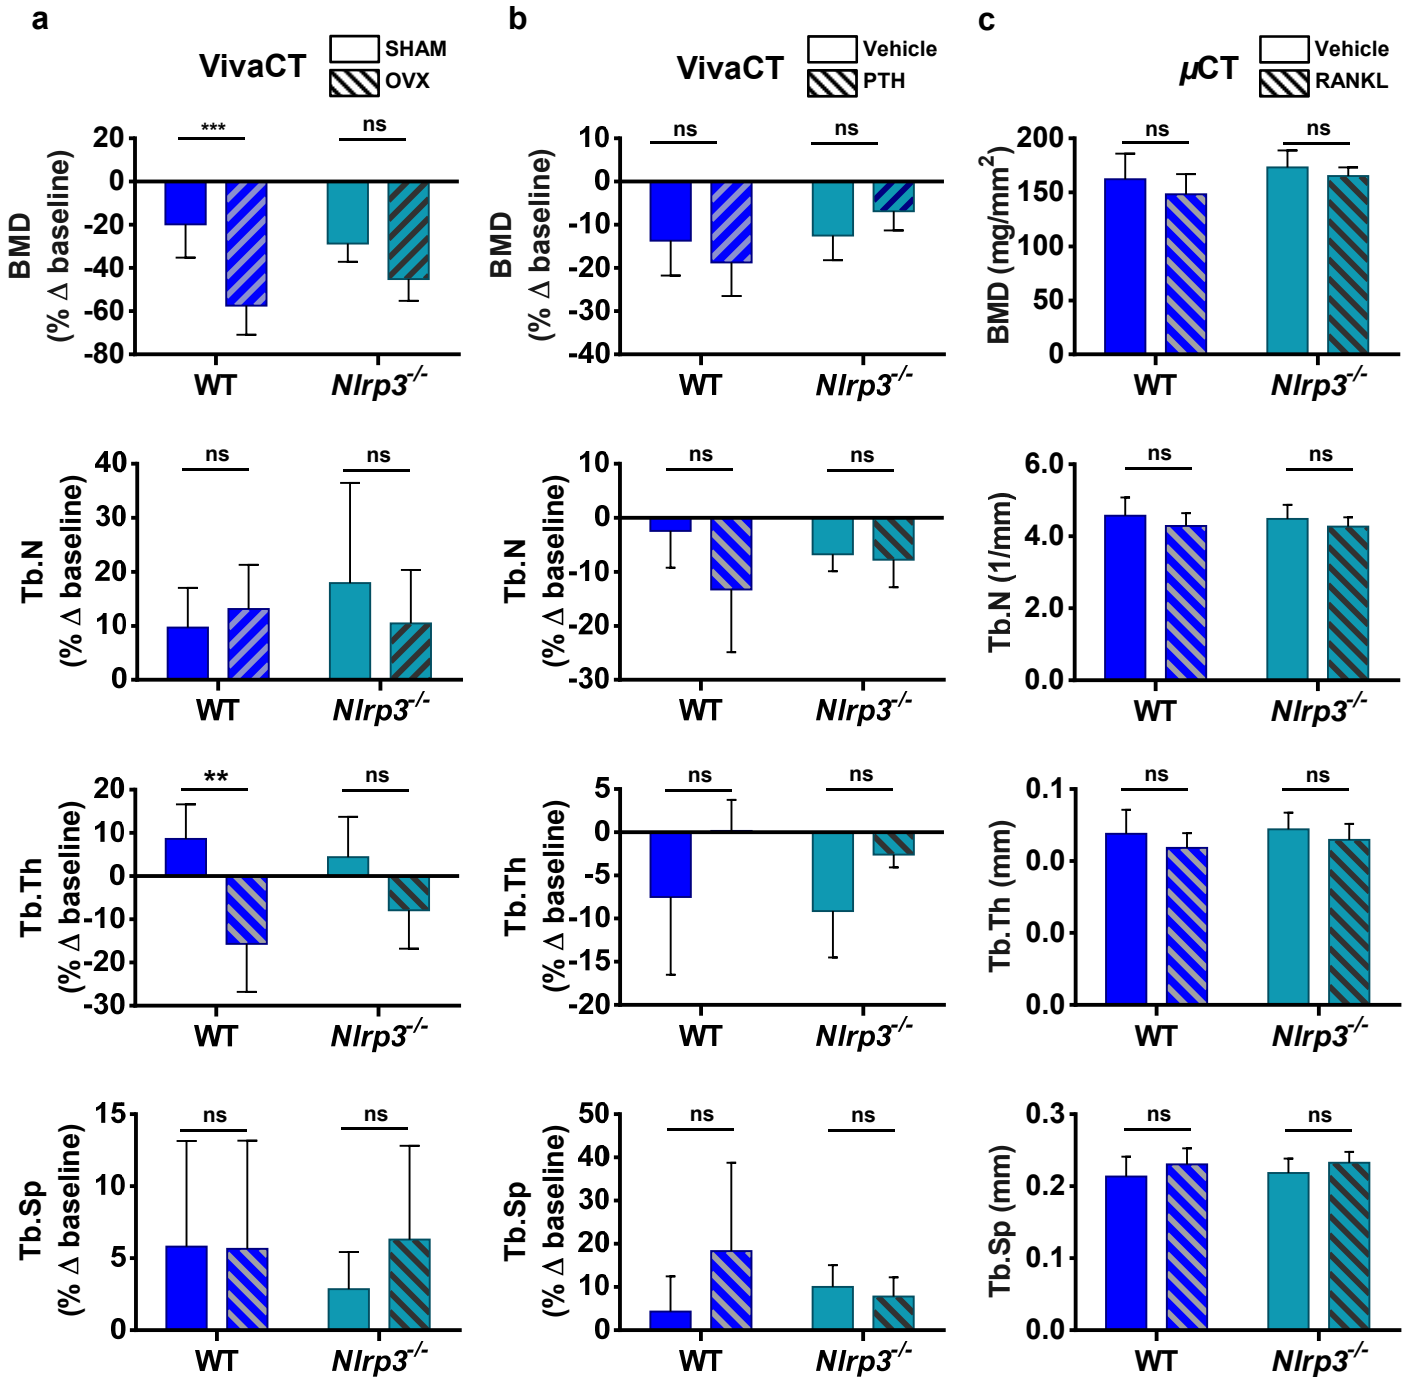 a
VivaCT
SHAM
OVX
BMD
(% Δ baseline)
20
0
-20
-40
-60
-80
***
ns
WT
Nlrp3-/-
Tb.N
(% Δ baseline)
40
30
20
10
0
ns
ns
WT
Nlrp3-/-
Tb.Th
(% Δ baseline)
20
10
0
-10
-20
-30
**
ns
WT
Nlrp3-/-
Tb.Sp
(% Δ baseline)
15
10
5
0
ns
ns
WT
Nlrp3-/-
b
VivaCT
Vehicle
PTH
BMD
(% Δ baseline)
10
0
-10
-20
-30
-40
ns
ns
WT
Nlrp3-/-
Tb.N
(% Δ baseline)
10
0
-10
-20
-30
ns
ns
WT
Nlrp3-/-
Tb.Th
(% Δ baseline)
5
0
-5
-10
-15
-20
ns
ns
WT
Nlrp3-/-
Tb.Sp
(% Δ baseline)
50
40
30
20
10
0
ns
ns
WT
Nlrp3-/-
c
µCT
Vehicle
RANKL
BMD (mg/mm2)
200
150
100
50
0
ns
ns
WT
Nlrp3-/-
Tb.N (1/mm)
6.0
4.0
2.0
0.0
ns
ns
WT
Nlrp3-/-
Tb.Th (mm)
0.1
0.0
0.0
0.0
ns
ns
WT
Nlrp3-/-
Tb.Sp (mm)
0.3
0.2
0.1
0.0
ns
ns
WT
Nlrp3-/-